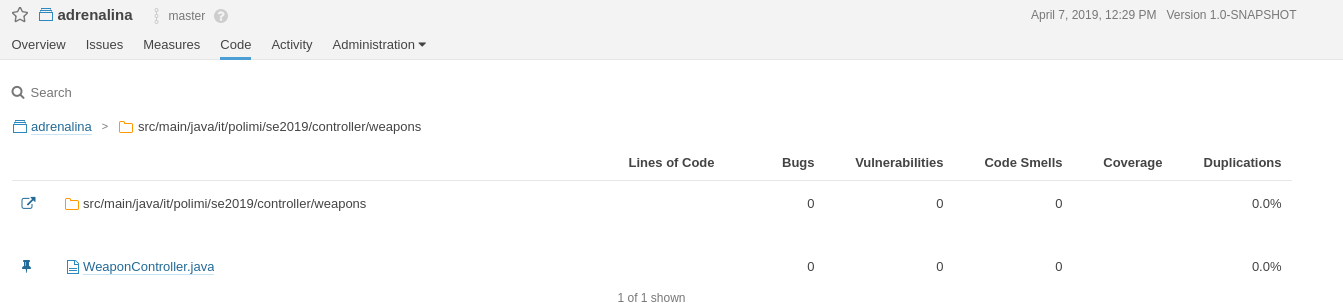 adrenalina master ? April 7, 2019, 12:29 PM Version 1.0-SNAPSHOT
Overview Issues Measures Code Activity Administration
Search
adrenalina > src/main/java/it/polimi/se2019/controller/weapons
Lines of Code Bugs Vulnerabilities Code Smells Coverage Duplications
src/main/java/it/polimi/se2019/controller/weapons 0 0 0 0.0%
WeaponController.java 0 0 0 0.0%
1 of 1 shown